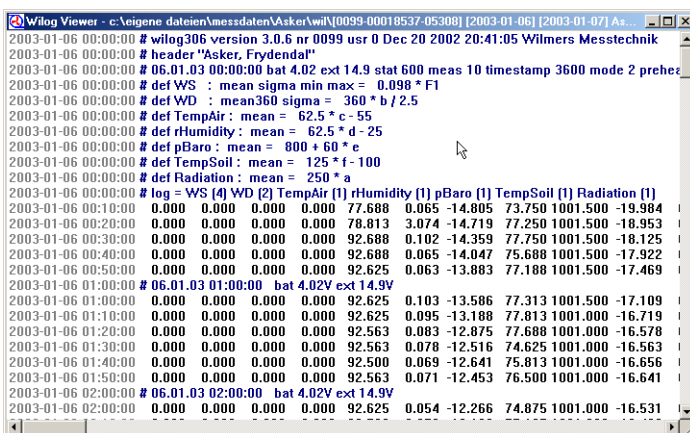 Wilog Viewer - c:\eigene dateien\messdaten\Asker\wil\[0099-00018537-05308] [2003-01-06] [2003-01-07] As...
2003-01-06 00:00:00 # wilog306 version 3.0.6 nr 0099 usr 0 Dec 20 2002 20:41:05 Wilmers Messtechnik
2003-01-06 00:00:00 # header "Asker, Frydendal"
2003-01-06 00:00:00 # 06.01.03 00:00:00 bat 4.02 ext 14.9 stat 600 meas 10 timestamp 3600 mode 2 prehea
2003-01-06 00:00:00 # def WS : mean sigma min max = 0.098 * F1
2003-01-06 00:00:00 # def WD : mean360 sigma = 360 * b / 2.5
2003-01-06 00:00:00 # def TempAir : mean = 62.5 * c - 55
2003-01-06 00:00:00 # def rHumidity : mean = 62.5 * d - 25
2003-01-06 00:00:00 # def pBaro : mean = 800 + 60 * e
2003-01-06 00:00:00 # def TempSoil : mean = 125 * f - 100
2003-01-06 00:00:00 # def Radiation : mean = 250 * a
2003-01-06 00:00:00 # log = WS (4) WD (2) TempAir (1) rHumidity (1) pBaro (1) TempSoil (1) Radiation (1)
2003-01-06 00:10:00 0.000 0.000 0.000 0.000 77.688 0.065 -14.805 73.750 1001.500 -19.984
2003-01-06 00:20:00 0.000 0.000 0.000 0.000 78.813 3.074 -14.719 77.250 1001.500 -18.953
2003-01-06 00:30:00 0.000 0.000 0.000 0.000 92.688 0.102 -14.359 77.750 1001.500 -18.125
2003-01-06 00:40:00 0.000 0.000 0.000 0.000 92.688 0.065 -14.047 75.688 1001.500 -17.922
2003-01-06 00:50:00 0.000 0.000 0.000 0.000 92.625 0.063 -13.883 77.188 1001.500 -17.469
2003-01-06 01:00:00 # 06.01.03 01:00:00 bat 4.02V ext 14.9V
2003-01-06 01:00:00 0.000 0.000 0.000 0.000 92.625 0.103 -13.586 77.313 1001.500 -17.109
2003-01-06 01:10:00 0.000 0.000 0.000 0.000 92.625 0.095 -13.188 77.813 1001.000 -16.719
2003-01-06 01:20:00 0.000 0.000 0.000 0.000 92.563 0.083 -12.875 77.688 1001.000 -16.578
2003-01-06 01:30:00 0.000 0.000 0.000 0.000 92.563 0.078 -12.516 74.625 1001.000 -16.563
2003-01-06 01:40:00 0.000 0.000 0.000 0.000 92.500 0.069 -12.641 75.813 1001.000 -16.656
2003-01-06 01:50:00 0.000 0.000 0.000 0.000 92.563 0.071 -12.453 76.500 1001.000 -16.641
2003-01-06 02:00:00 # 06.01.03 02:00:00 bat 4.02V ext 14.9V
2003-01-06 02:00:00 0.000 0.000 0.000 0.000 92.625 0.054 -12.266 74.875 1001.000 -16.531